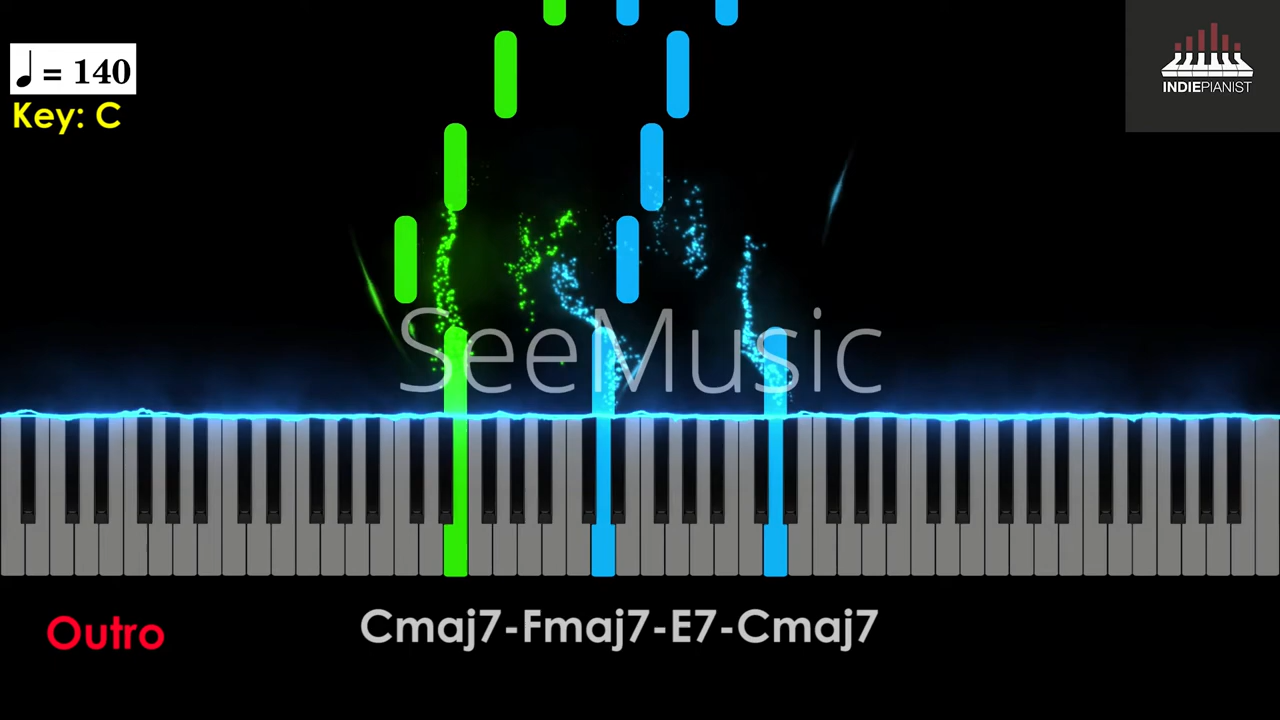 ♩ = 140
Key: C
INDIEPIANIST
SeeMusic
Outro
Cmaj7-Fmaj7-E7-Cmaj7